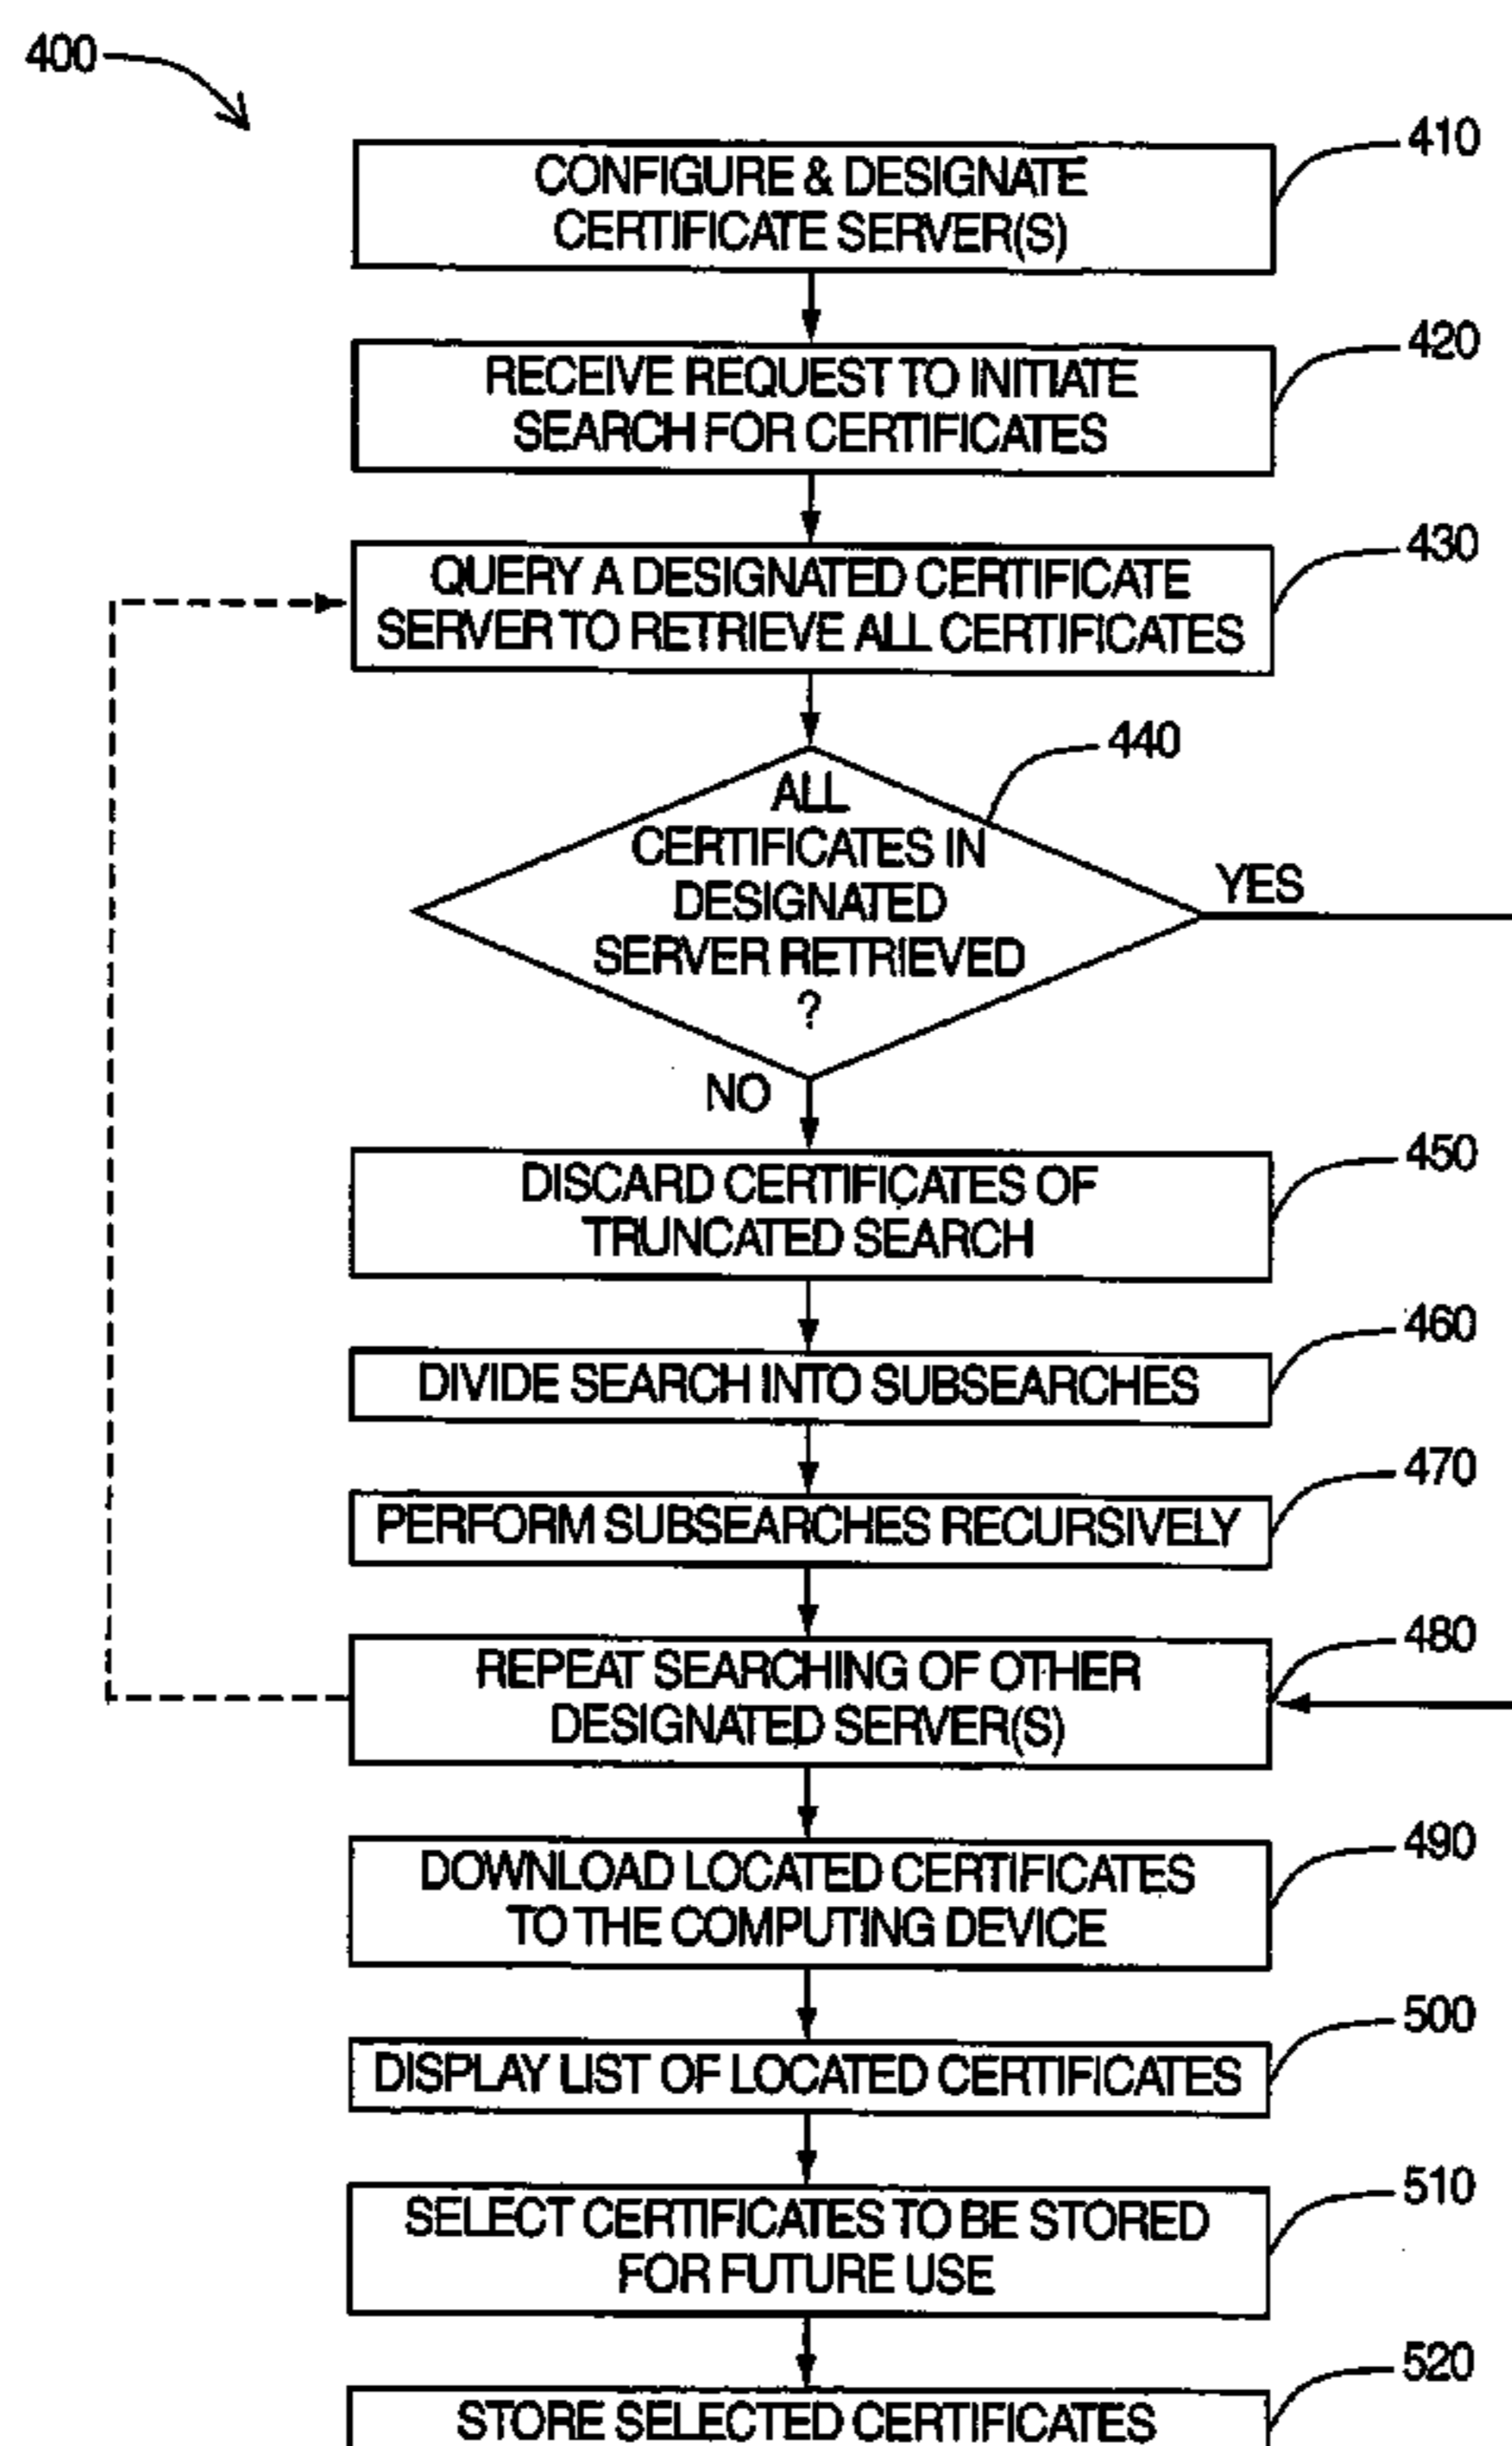 400
410
CONFIGURE & DESIGNATE
CERTIFICATE SERVER(S)
420
RECEIVE REQUEST TO INITIATE
SEARCH FOR CERTIFICATES
430
QUERY A DESIGNATED CERTIFICATE
SERVER TO RETRIEVE ALL CERTIFICATES
440
ALL
CERTIFICATES IN
DESIGNATED
SERVER RETRIEVED
?
YES
NO
450
DISCARD CERTIFICATES OF
TRUNCATED SEARCH
460
DIVIDE SEARCH INTO SUBSEARCHES
470
PERFORM SUBSEARCHES RECURSIVELY
480
REPEAT SEARCHING OF OTHER
DESIGNATED SERVER(S)
490
DOWNLOAD LOCATED CERTIFICATES
TO THE COMPUTING DEVICE
500
DISPLAY LIST OF LOCATED CERTIFICATES
510
SELECT CERTIFICATES TO BE STORED
FOR FUTURE USE
520
STORE SELECTED CERTIFICATES